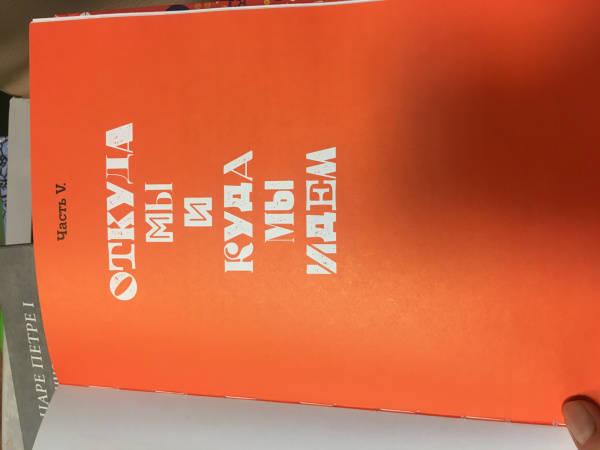 Часть V.
ОТКУДА
МЫ
И
КУДА
МЫ
ИДЕМ
ЦАРЕ ПЕТРЕ I